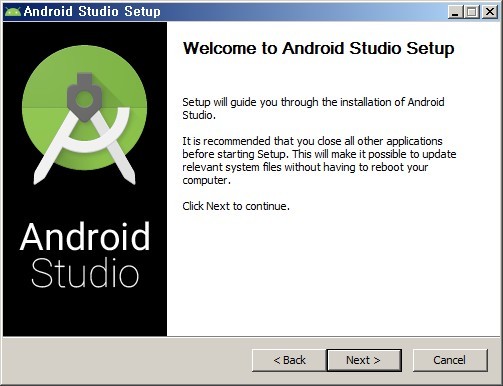 Android Studio Setup
Welcome to Android Studio Setup
Setup will guide you through the installation of Android
Studio.
It is recommended that you close all other applications
before starting Setup. This will make it possible to update
relevant system files without having to reboot your
computer.
Click Next to continue.
Android
Studio
< Back
Next >
Cancel